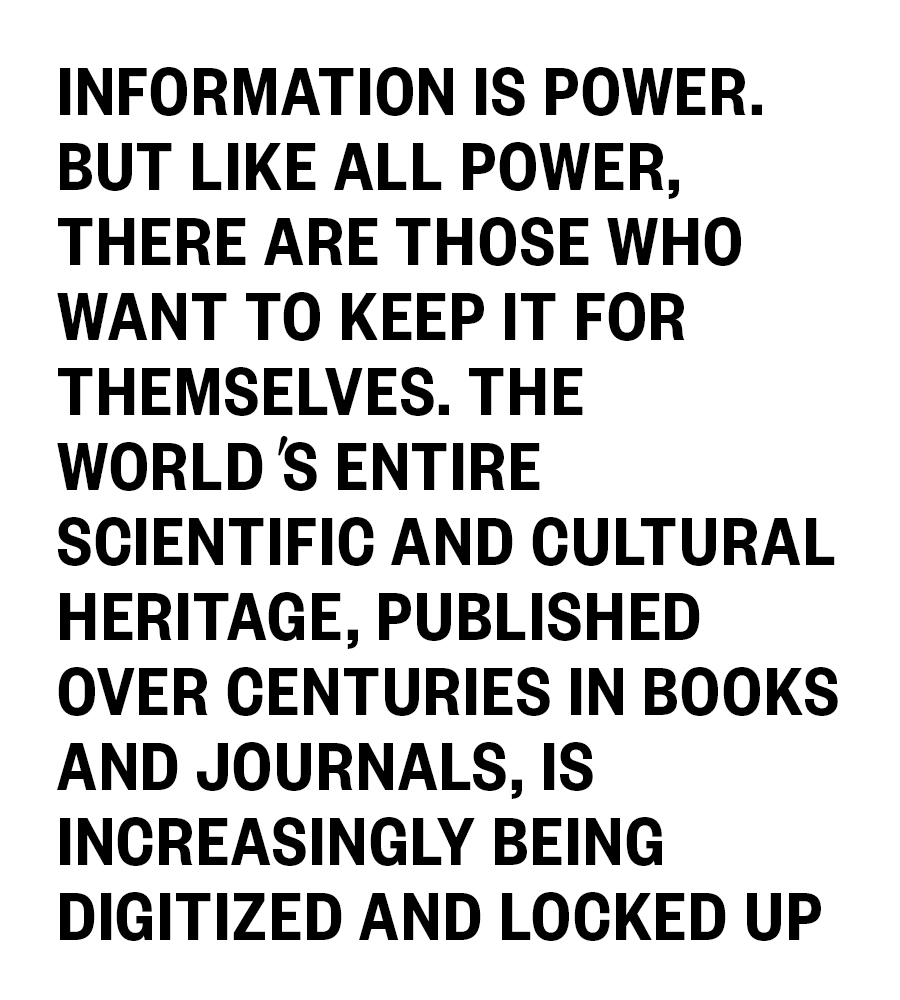 INFORMATION IS POWER.
BUT LIKE ALL POWER,
THERE ARE THOSE WHO
WANT TO KEEP IT FOR
THEMSELVES. THE
WORLD'S ENTIRE
SCIENTIFIC AND CULTURAL
HERITAGE, PUBLISHED
OVER CENTURIES IN BOOKS
AND JOURNALS, IS
INCREASINGLY BEING
DIGITIZED AND LOCKED UP